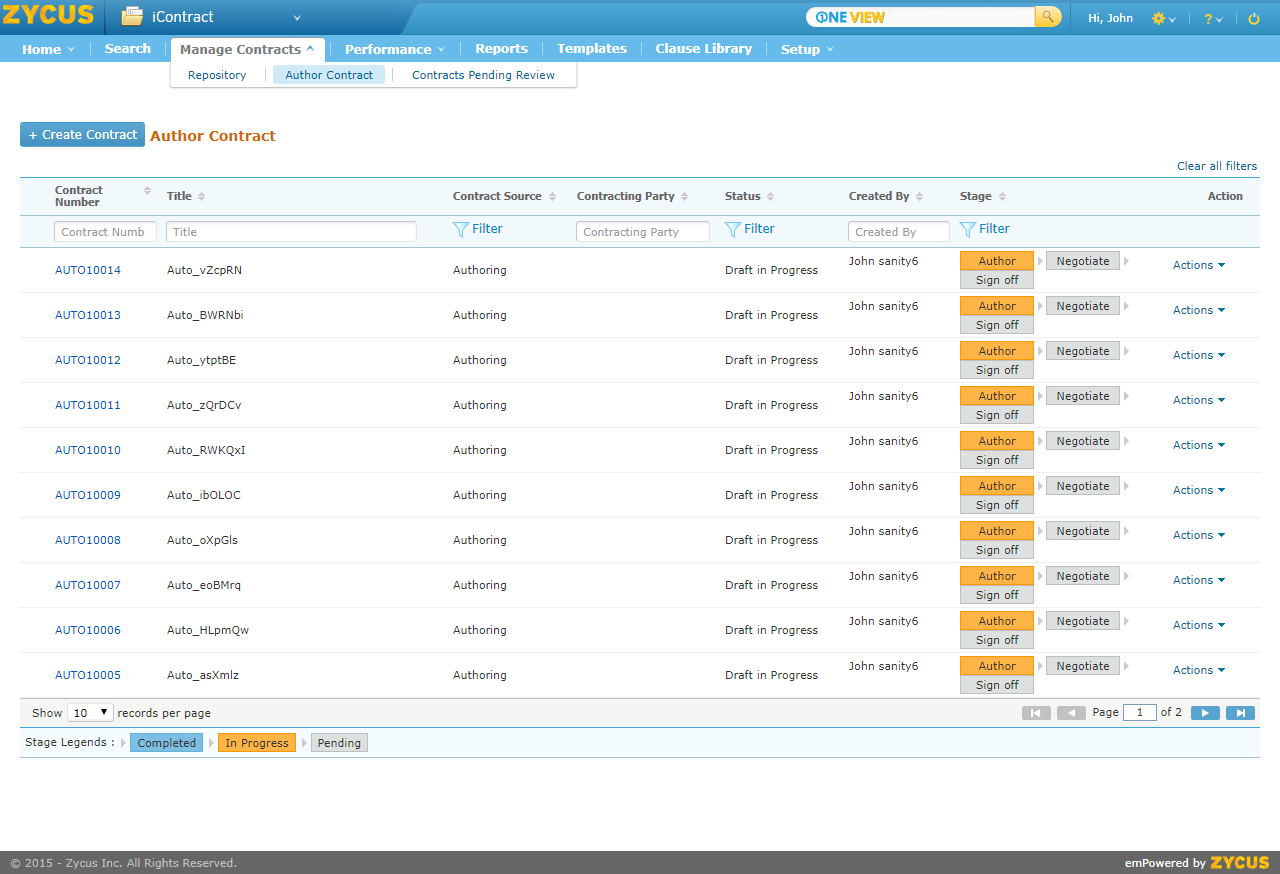 ZYCUS iContract ONE VIEW Hi, John ?
Home Search Manage Contracts Performance Reports Templates Clause Library Setup
Repository Author Contract Contracts Pending Review
+ Create Contract Author Contract
Clear all filters
Contract Number Title Contract Source Contracting Party Status Created By Stage Action
Contract Numb Title Filter Contracting Party Filter Created By Filter
AUTO10014 Auto_vZcpRN Authoring Draft in Progress John sanity6 Author Negotiate Actions
Sign off
AUTO10013 Auto_BWRNbi Authoring Draft in Progress John sanity6 Author Negotiate Actions
Sign off
AUTO10012 Auto_ytptBE Authoring Draft in Progress John sanity6 Author Negotiate Actions
Sign off
AUTO10011 Auto_zQrDCv Authoring Draft in Progress John sanity6 Author Negotiate Actions
Sign off
AUTO10010 Auto_RWKQxI Authoring Draft in Progress John sanity6 Author Negotiate Actions
Sign off
AUTO10009 Auto_ibOLOC Authoring Draft in Progress John sanity6 Author Negotiate Actions
Sign off
AUTO10008 Auto_oXpGls Authoring Draft in Progress John sanity6 Author Negotiate Actions
Sign off
AUTO10007 Auto_eoBMrq Authoring Draft in Progress John sanity6 Author Negotiate Actions
Sign off
AUTO10006 Auto_HLpmQw Authoring Draft in Progress John sanity6 Author Negotiate Actions
Sign off
AUTO10005 Auto_asXmlz Authoring Draft in Progress John sanity6 Author Negotiate Actions
Sign off
Show 10 records per page Page 1 of 2
Stage Legends : Completed In Progress Pending
© 2015 - Zycus Inc. All Rights Reserved. emPowered by ZYCUS